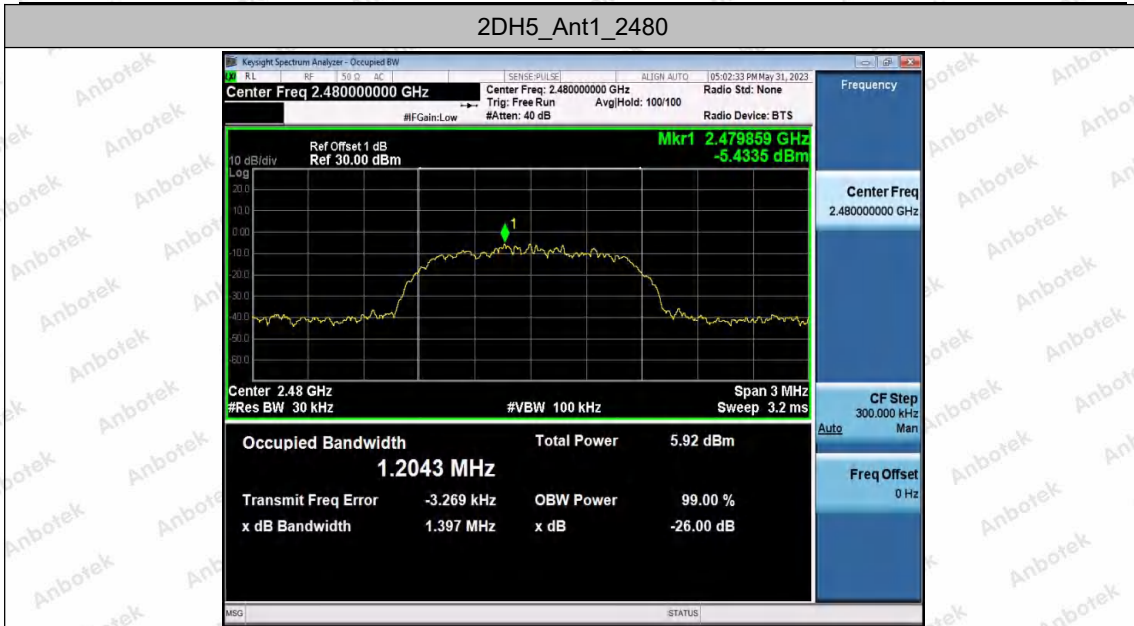 2DH5_Ant1_2480
Keysight Spectrum Analyzer - Occupied BW
RL RF 50 Ω AC SENSE:PULSE ALIGN AUTO 05:02:33 PM May 31, 2023
Center Freq 2.480000000 GHz
Center Freq: 2.480000000 GHz Radio Std: None
Trig: Free Run Avg|Hold: 100/100
#IFGain:Low #Atten: 40 dB Radio Device: BTS
Frequency
Ref Offset 1 dB Mkr1 2.479859 GHz
10 dB/div Ref 30.00 dBm -5.4335 dBm
Log
20.0
10.0
0.00
-10.0
-20.0
-30.0
-40.0
-50.0
-60.0
1
Center 2.48 GHz Span 3 MHz
#Res BW 30 kHz #VBW 100 kHz Sweep 3.2 ms
Center Freq
2.480000000 GHz
CF Step
300.000 kHz
Auto Man
Freq Offset
0 Hz
Occupied Bandwidth Total Power 5.92 dBm
1.2043 MHz
Transmit Freq Error -3.269 kHz OBW Power 99.00 %
x dB Bandwidth 1.397 MHz x dB -26.00 dB
MSG STATUS
Anbotek